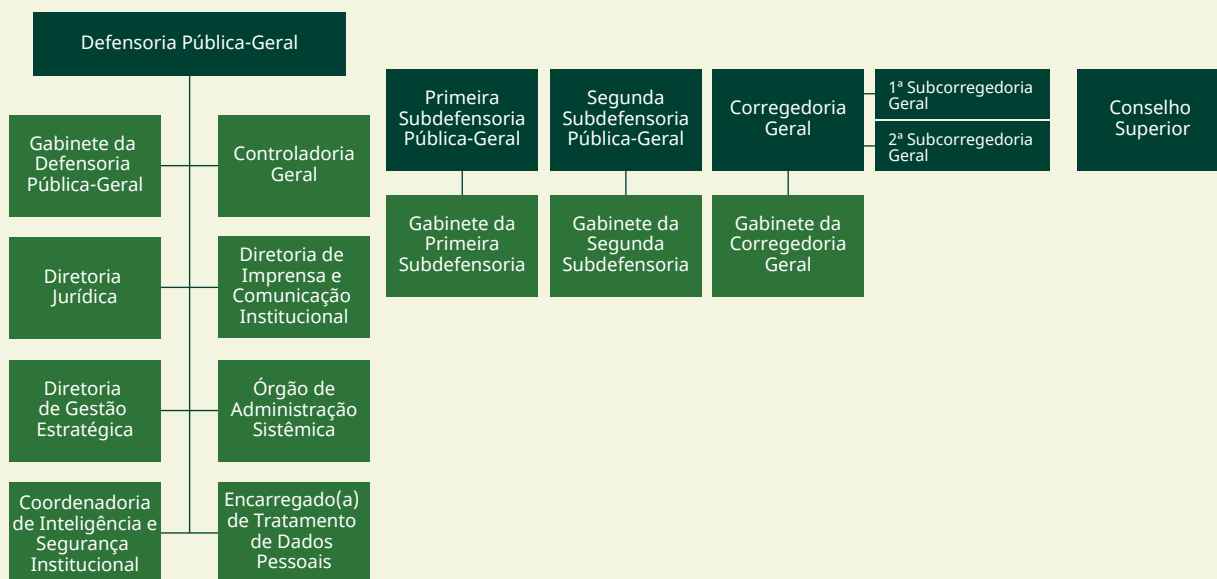 Defensoria Pública-Geral
Gabinete da
Defensoria
Pública-Geral
Controladoria
Geral
Diretoria
Jurídica
Diretoria de
Imprensa e
Comunicação
Institucional
Diretoria
de Gestão
Estratégica
Órgão de
Administração
Sistêmica
Coordenadoria
de Inteligência e
Segurança
Institucional
Encarregado(a)
de Tratamento
de Dados
Pessoais
Primeira
Subdefensoria
Pública-Geral
Gabinete da
Primeira
Subdefensoria
Segunda
Subdefensoria
Pública-Geral
Gabinete da
Segunda
Subdefensoria
Corregedoria
Geral
1ª Subcorregedoria
Geral
2ª Subcorregedoria
Geral
Gabinete da
Corregedoria
Geral
Conselho
Superior